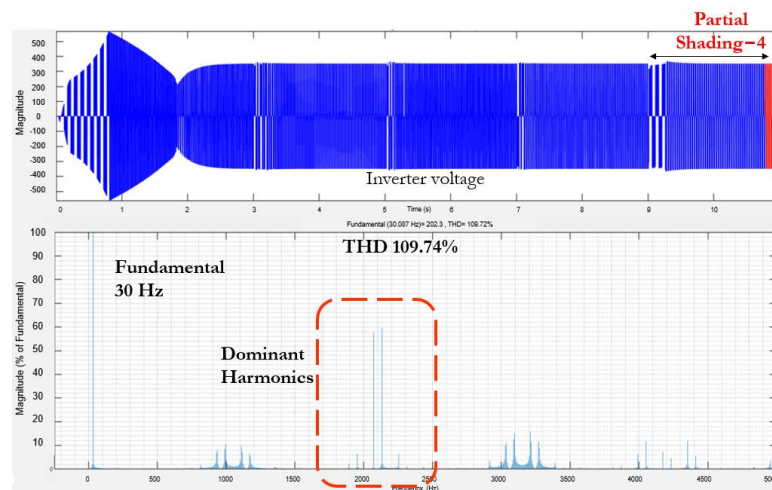 Partial
Shading−4
500
400
300
200
100
0
-100
-200
-300
-400
-500
Magnitude
Inverter voltage
0 1 2 3 4 5 6 7 8 9 10
Time (s)
Fundamental (30.087 Hz)= 202.3 , THD= 109.72%
100
90
80
70
60
50
40
30
20
10
0
Magnitude (% of Fundamental)
THD 109.74%
Fundamental
30 Hz
Dominant
Harmonics
0 500 1000 1500 2000 2500 3000 3500 4000 4500
Frequency (Hz)